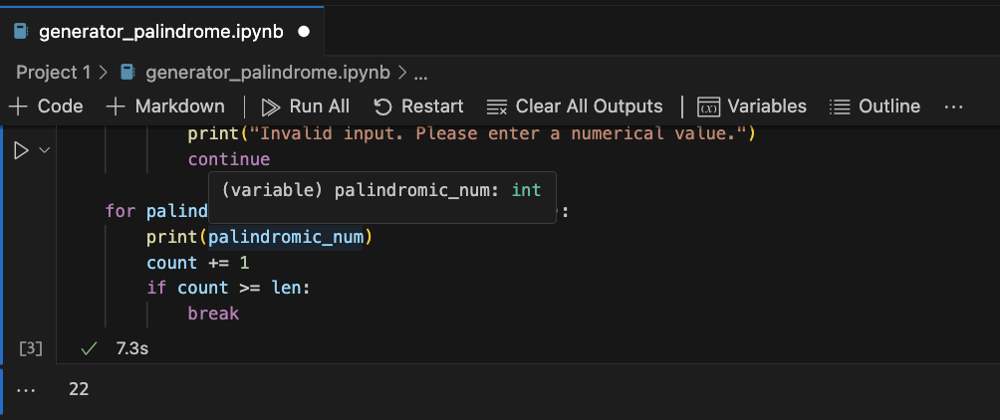 generator_palindrome.ipynb
Project 1 > generator_palindrome.ipynb > ...
+ Code + Markdown | Run All Restart Clear All Outputs | (x) Variables Outline ...
print("Invalid input. Please enter a numerical value.")
continue
(variable) palindromic_num: int
for palind :
print(palindromic_num)
count += 1
if count >= len:
break
[3] 7.3s
... 22